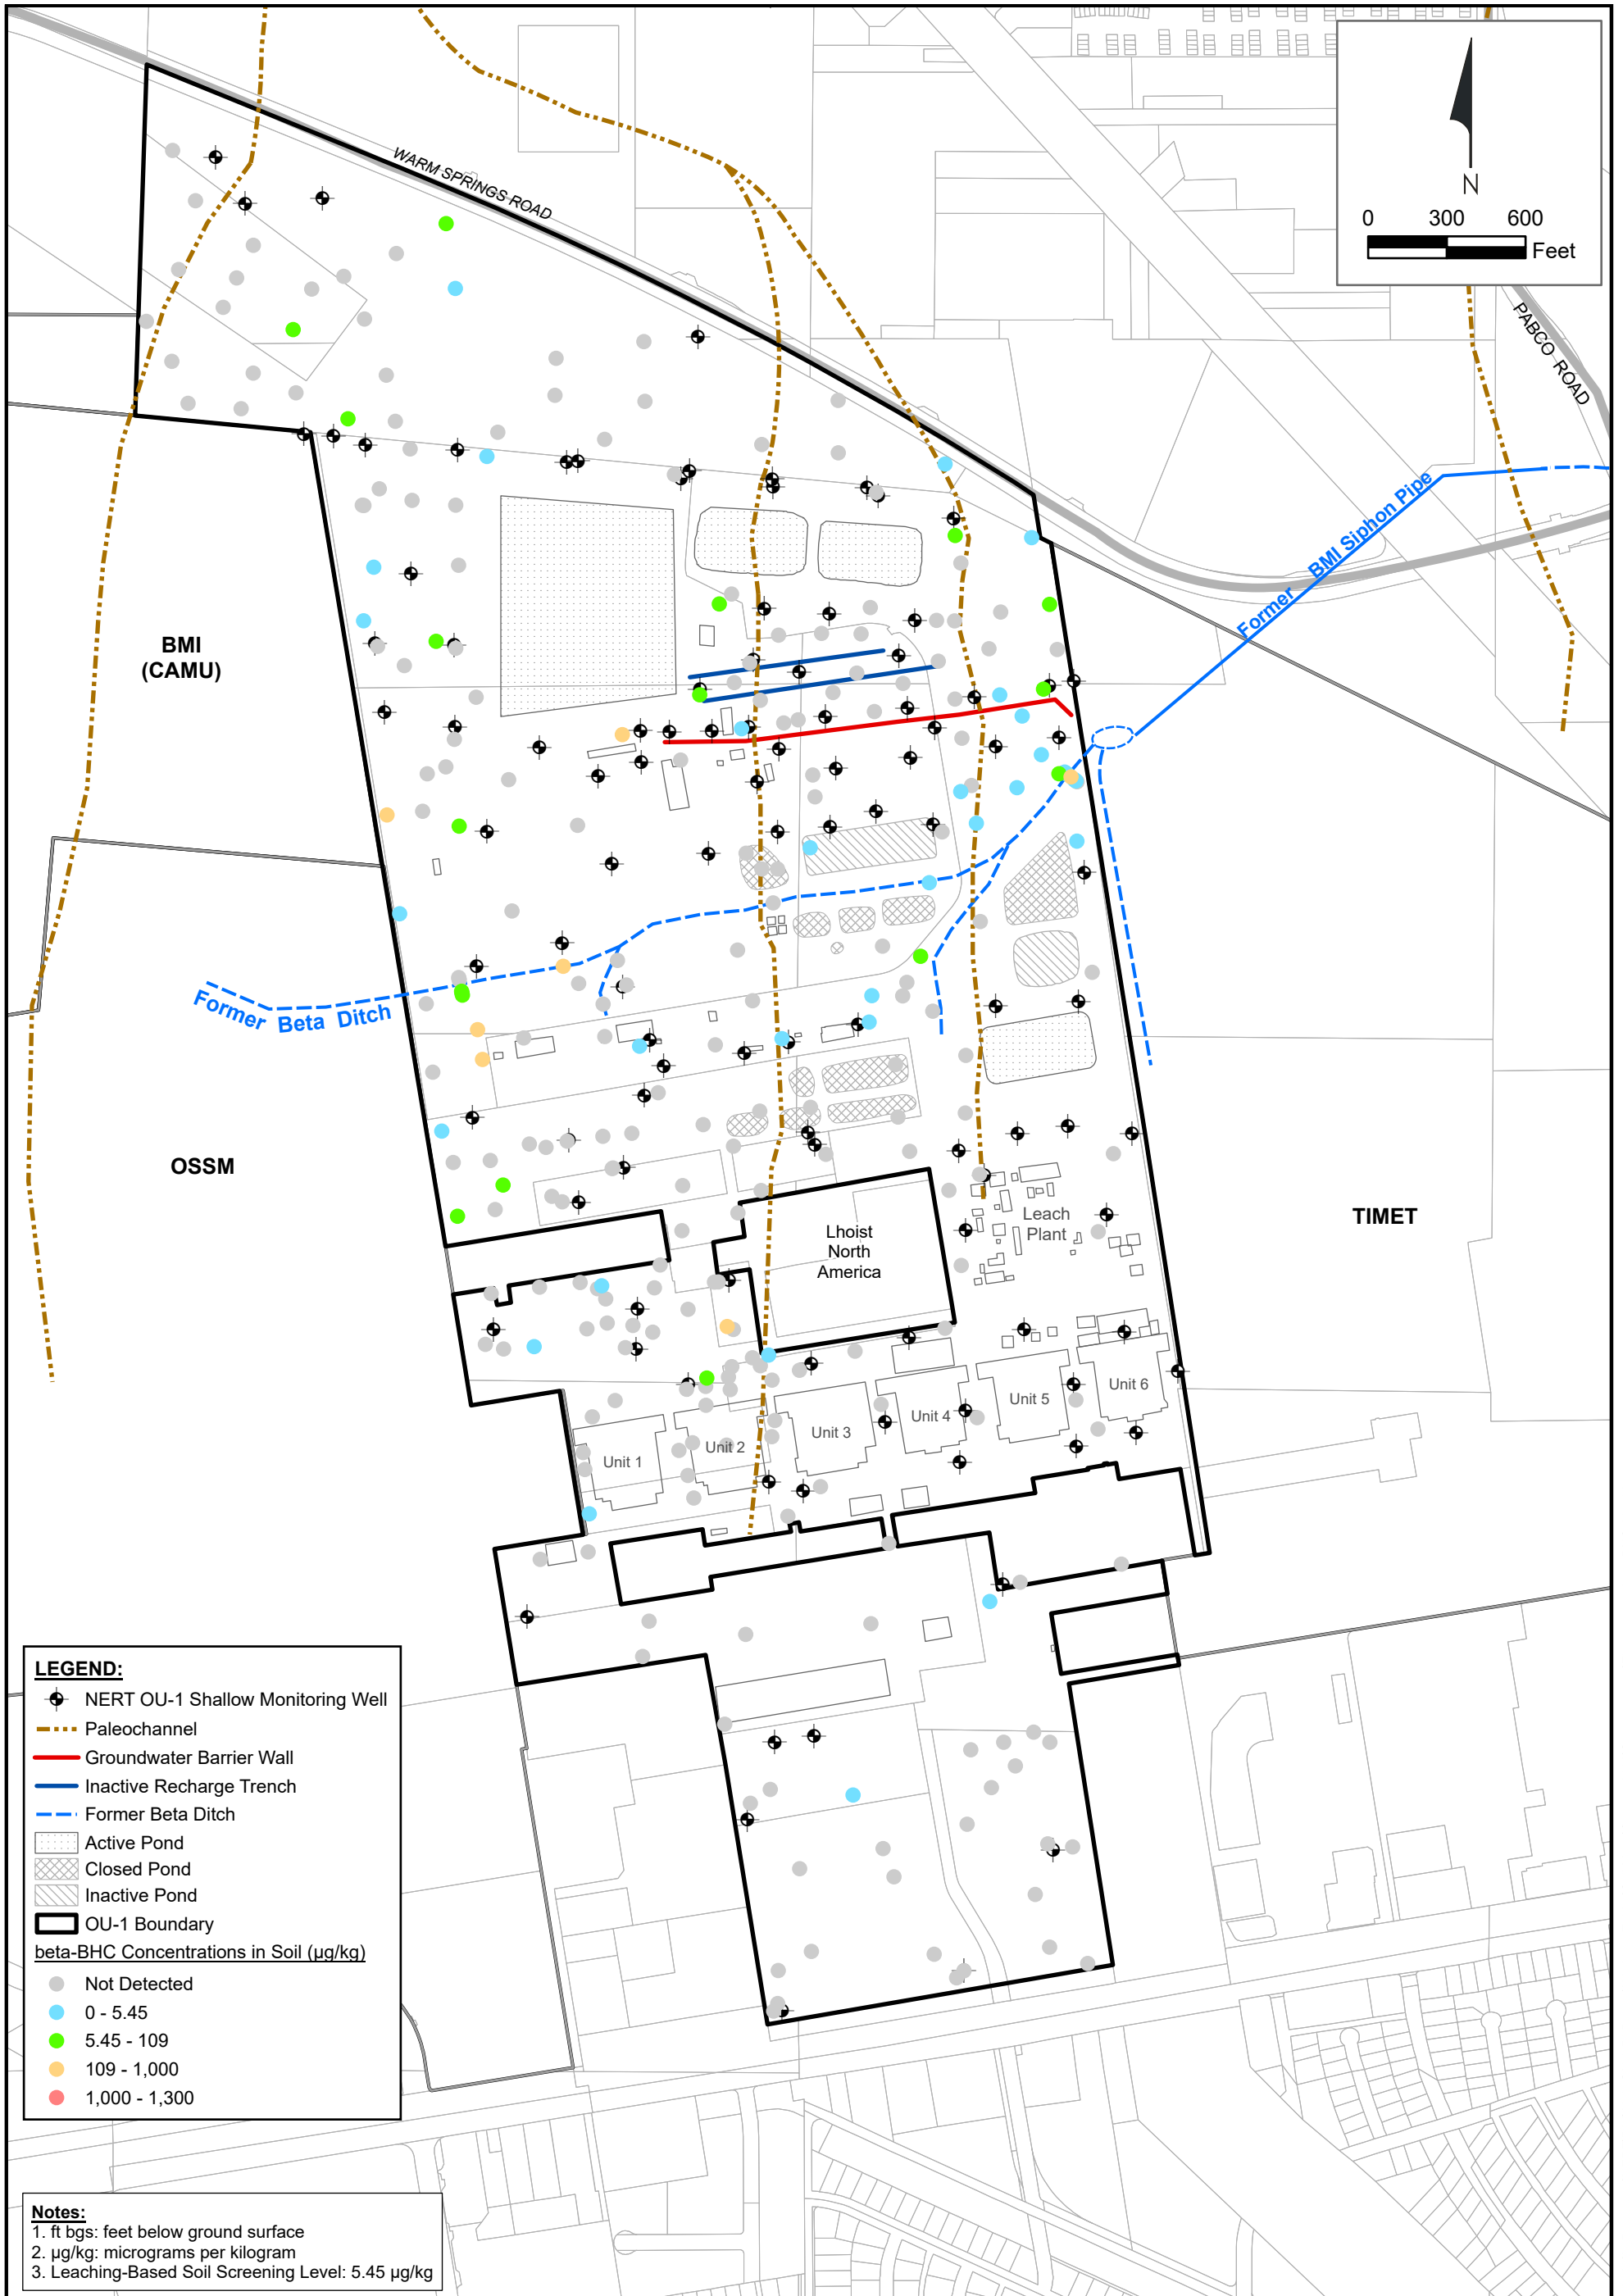 WARM SPRINGS ROAD
N
0 300 600
Feet
PABCO ROAD
Former BMI Siphon Pipe
BMI
(CAMU)
Former Beta Ditch
OSSM
TIMET
Lhoist
North
America
Leach
Plant
Unit 1
Unit 2
Unit 3
Unit 4
Unit 5
Unit 6
LEGEND:
NERT OU-1 Shallow Monitoring Well
Paleochannel
Groundwater Barrier Wall
Inactive Recharge Trench
Former Beta Ditch
Active Pond
Closed Pond
Inactive Pond
OU-1 Boundary
beta-BHC Concentrations in Soil (µg/kg)
Not Detected
0 - 5.45
5.45 - 109
109 - 1,000
1,000 - 1,300
Notes:
1. ft bgs: feet below ground surface
2. µg/kg: micrograms per kilogram
3. Leaching-Based Soil Screening Level: 5.45 µg/kg